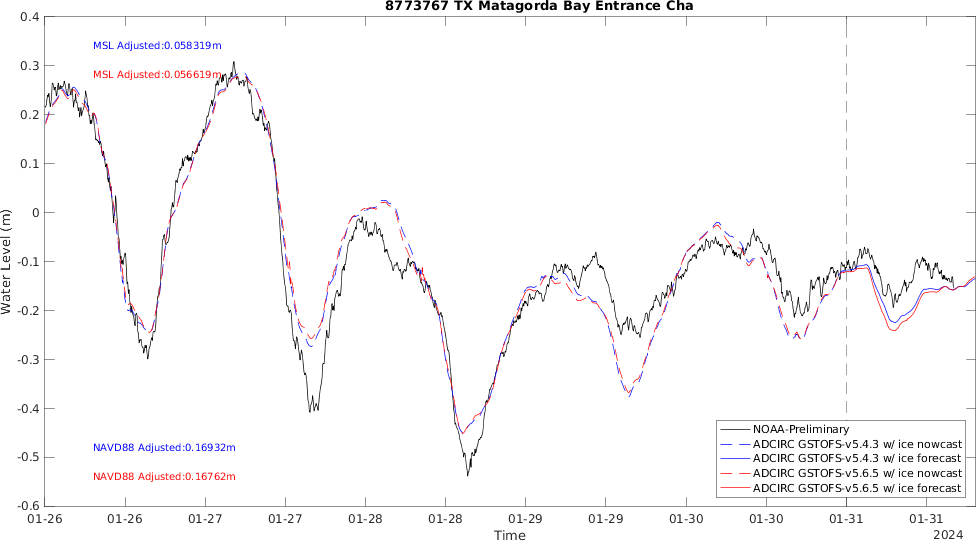 8773767 TX Matagorda Bay Entrance Cha
0.4
0.3
0.2
0.1
0
-0.1
-0.2
-0.3
-0.4
-0.5
-0.6
Water Level (m)
MSL Adjusted:0.058319m
MSL Adjusted:0.056619m
NAVD88 Adjusted:0.16932m
NAVD88 Adjusted:0.16762m
NOAA-Preliminary
ADCIRC GSTOFS-v5.4.3 w/ ice nowcast
ADCIRC GSTOFS-v5.4.3 w/ ice forecast
ADCIRC GSTOFS-v5.6.5 w/ ice nowcast
ADCIRC GSTOFS-v5.6.5 w/ ice forecast
01-26 01-26 01-27 01-27 01-28 01-28 01-29 01-29 01-30 01-30 01-31 01-31
Time
2024